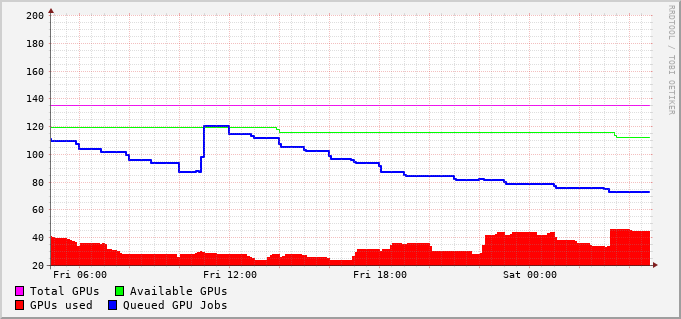 200
180
160
140
120
100
80
60
40
20
Fri 06:00 Fri 12:00 Fri 18:00 Sat 00:00
Total GPUs Available GPUs
GPUs used Queued GPU Jobs
RRDTOOL / TOBI OETIKER